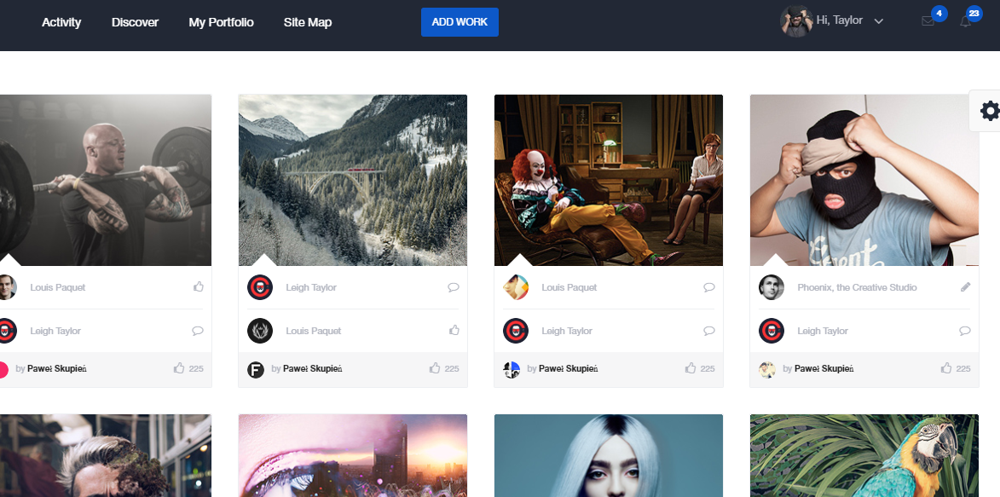 Activity Discover My Portfolio Site Map ADD WORK Hi, Taylor 4 23
Louis Paquet Leigh Taylor Louis Paquet Phoenix, the Creative Studio
Leigh Taylor Louis Paquet Leigh Taylor Leigh Taylor
by Paweł Skupień 225 F by Paweł Skupień 225 by Paweł Skupień 225 by Paweł Skupień 225